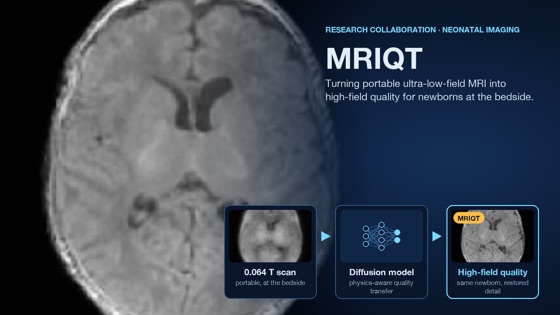 RESEARCH COLLABORATION · NEONATAL IMAGING
MRIQT
Turning portable ultra-low-field MRI into
high-field quality for newborns at the bedside.
0.064 T scan
portable, at the bedside
Diffusion model
physics-aware quality
transfer
MRIQT
High-field quality
same newborn, restored
detail